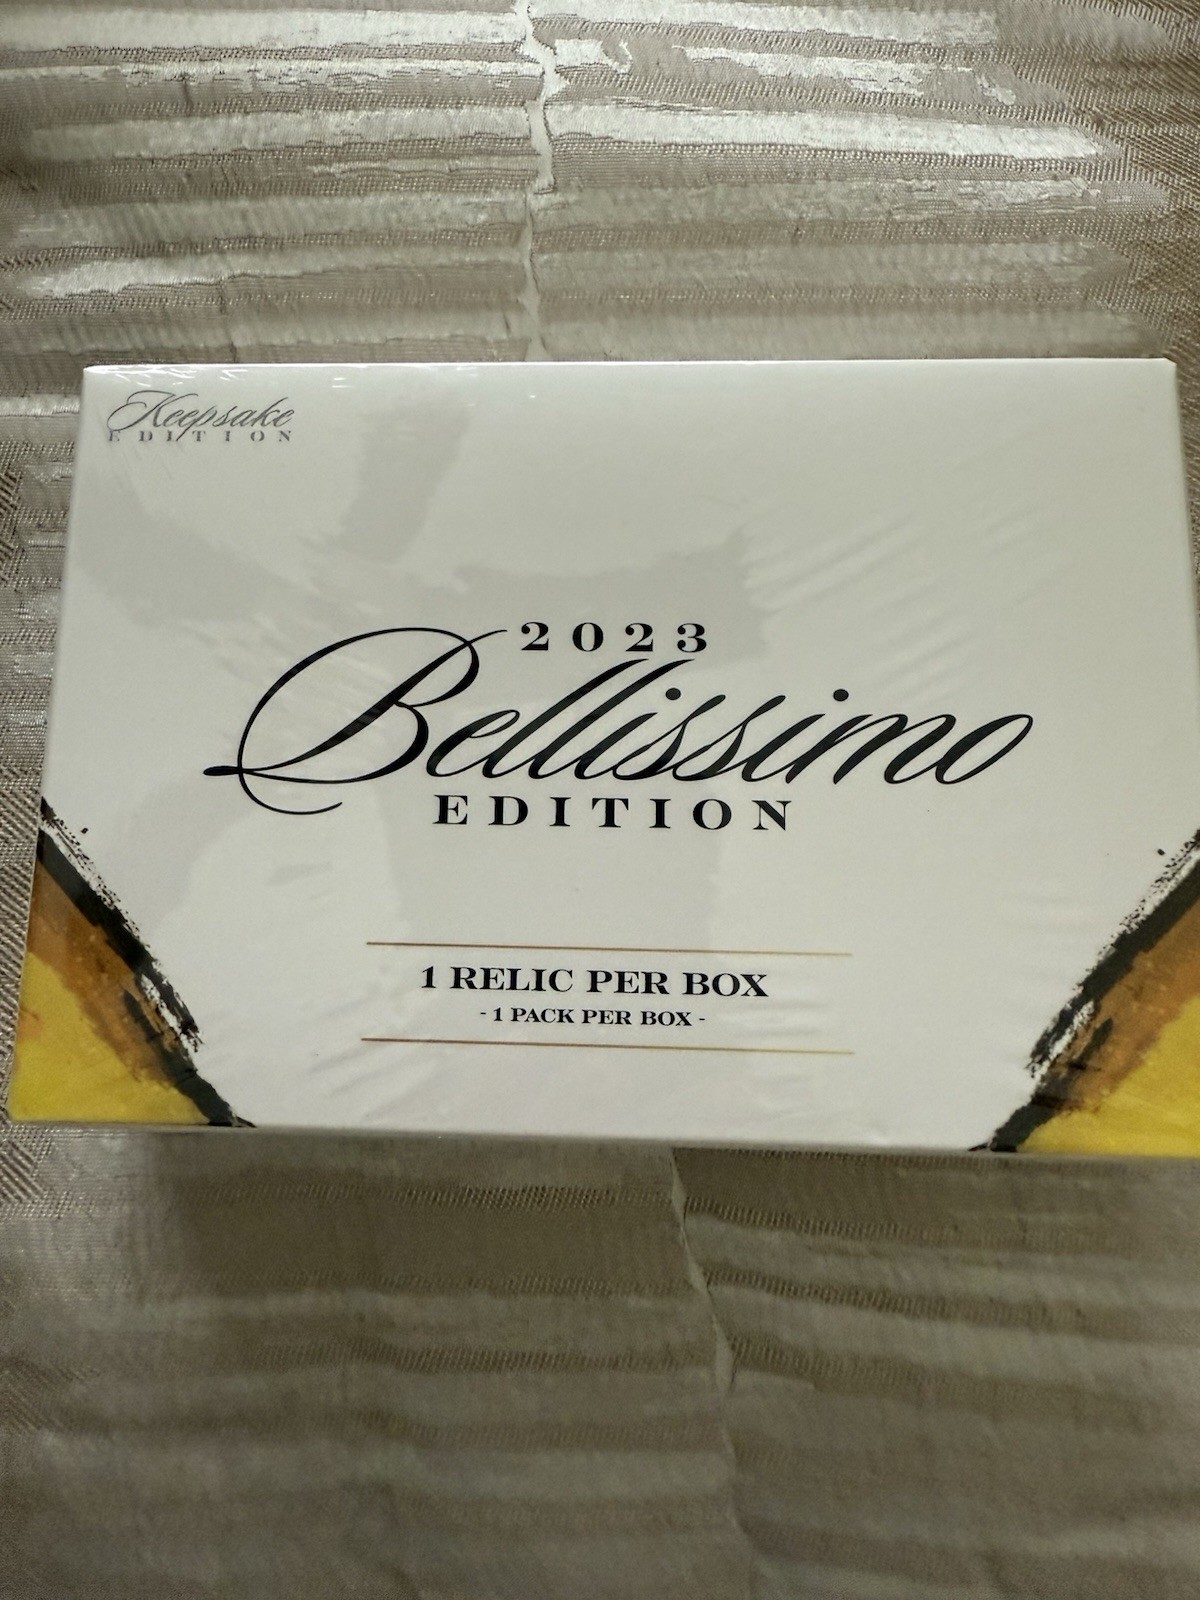 Keepsake
EDITION
2023
Bellissimo
EDITION
1 RELIC PER BOX
- 1 PACK PER BOX -